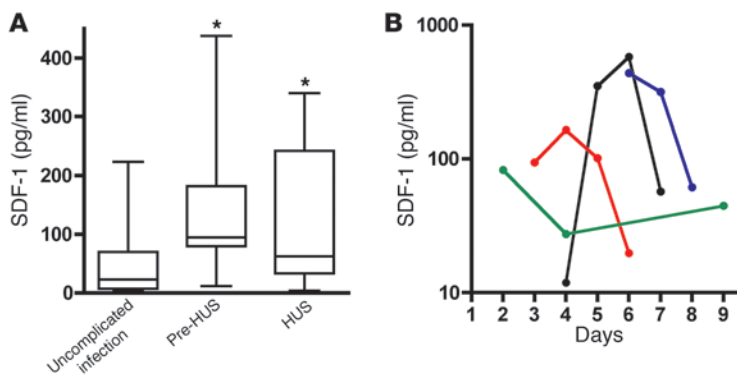 A
SDF-1 (pg/ml)
400
300
200
100
0
*
*
Uncomplicated
infection
Pre-HUS
HUS
B
SDF-1 (pg/ml)
1000
100
10
1 2 3 4 5 6 7 8 9
Days